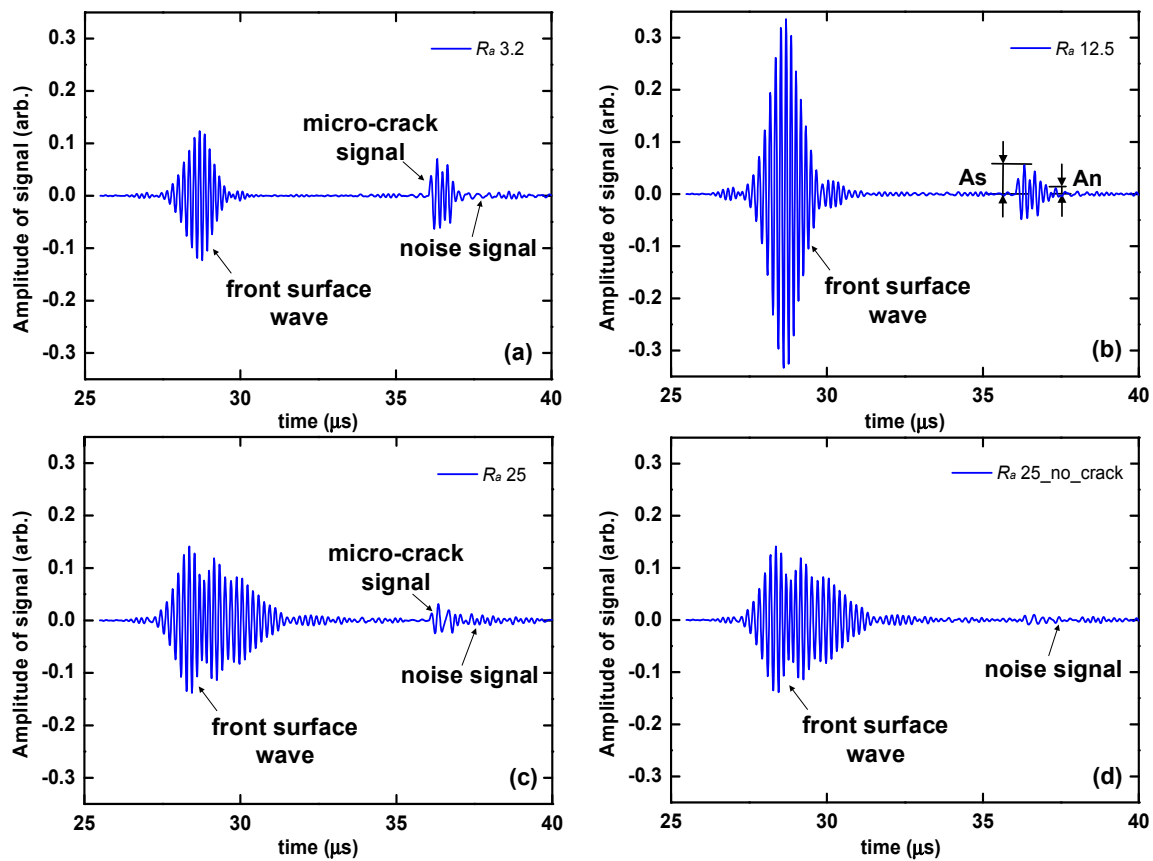 Amplitude of signal (arb.)
0.3
0.2
0.1
0.0
-0.1
-0.2
-0.3
Ra 3.2
micro-crack
signal
noise signal
front surface
wave
(a)
25
30
35
40
time (μs)
Amplitude of signal (arb.)
0.3
0.2
0.1
0.0
-0.1
-0.2
-0.3
Ra 12.5
As
An
front surface
wave
(b)
25
30
35
40
time (μs)
Amplitude of signal (arb.)
0.3
0.2
0.1
0.0
-0.1
-0.2
-0.3
Ra 25
micro-crack
signal
noise signal
front surface
wave
(c)
25
30
35
40
time (μs)
Amplitude of signal (arb.)
0.3
0.2
0.1
0.0
-0.1
-0.2
-0.3
Ra 25_no_crack
noise signal
front surface
wave
(d)
25
30
35
40
time (μs)